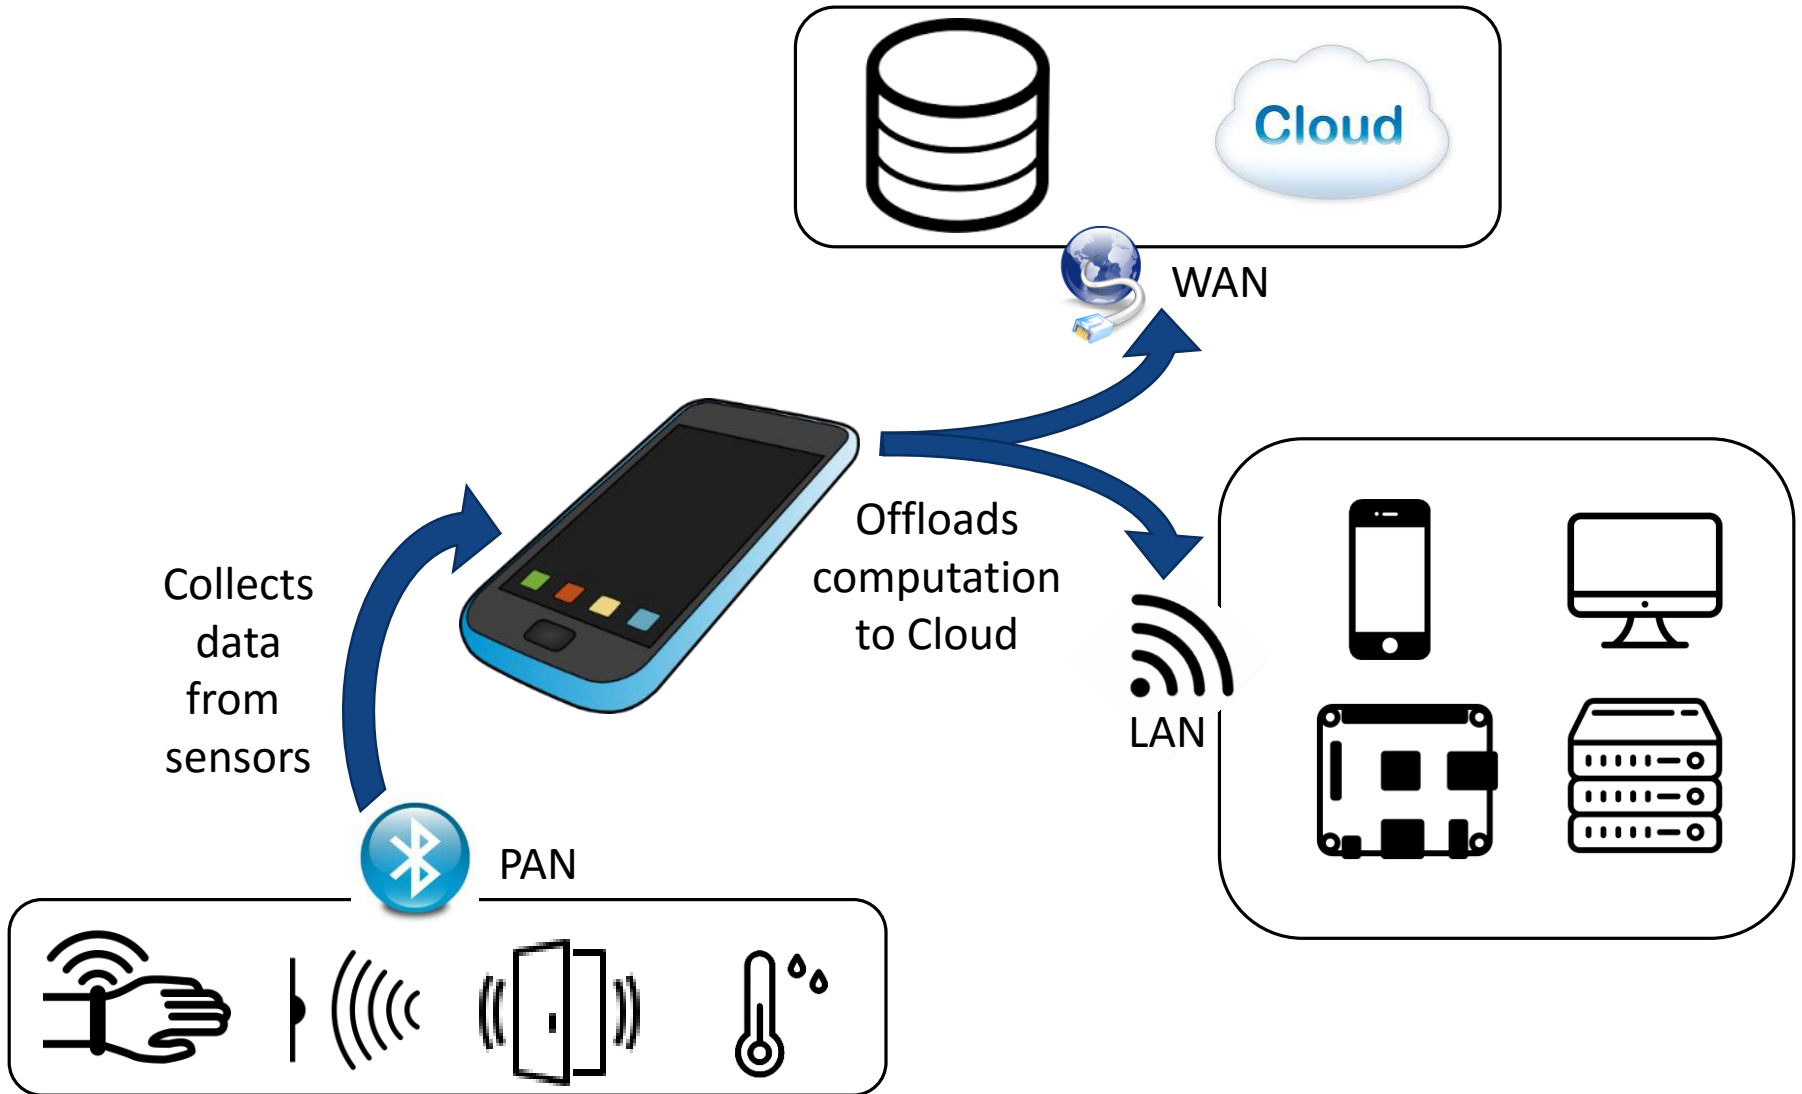 Cloud
WAN
Offloads
computation
to Cloud
Collects
data
from
sensors
LAN
PAN